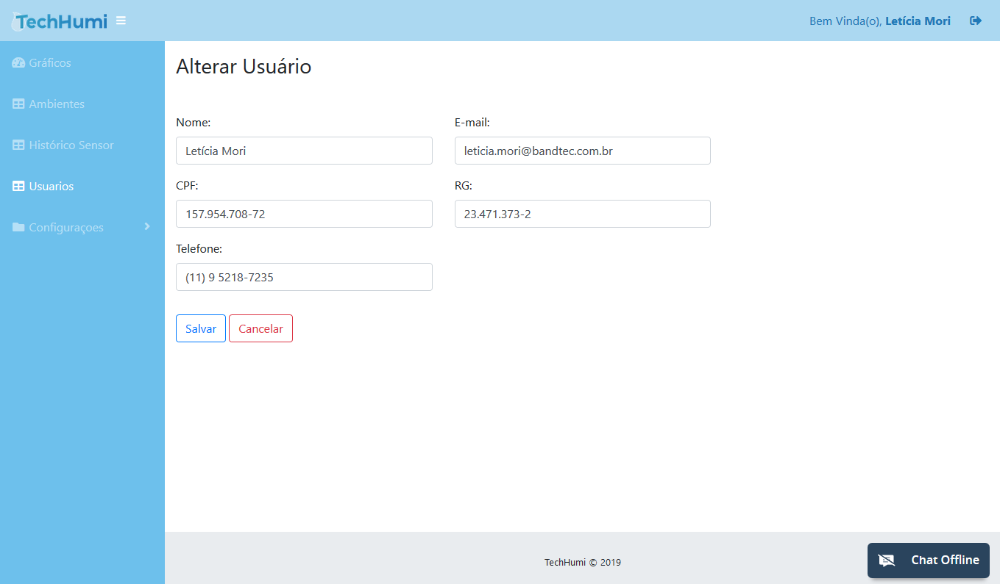 TechHumi
Bem Vinda(o), Letícia Mori
Gráficos
Ambientes
Histórico Sensor
Usuarios
Configuraçoes
Alterar Usuário
Nome:
E-mail:
Letícia Mori
leticia.mori@bandtec.com.br
CPF:
RG:
157.954.708-72
23.471.373-2
Telefone:
(11) 9 5218-7235
Salvar
Cancelar
TechHumi © 2019
Chat Offline